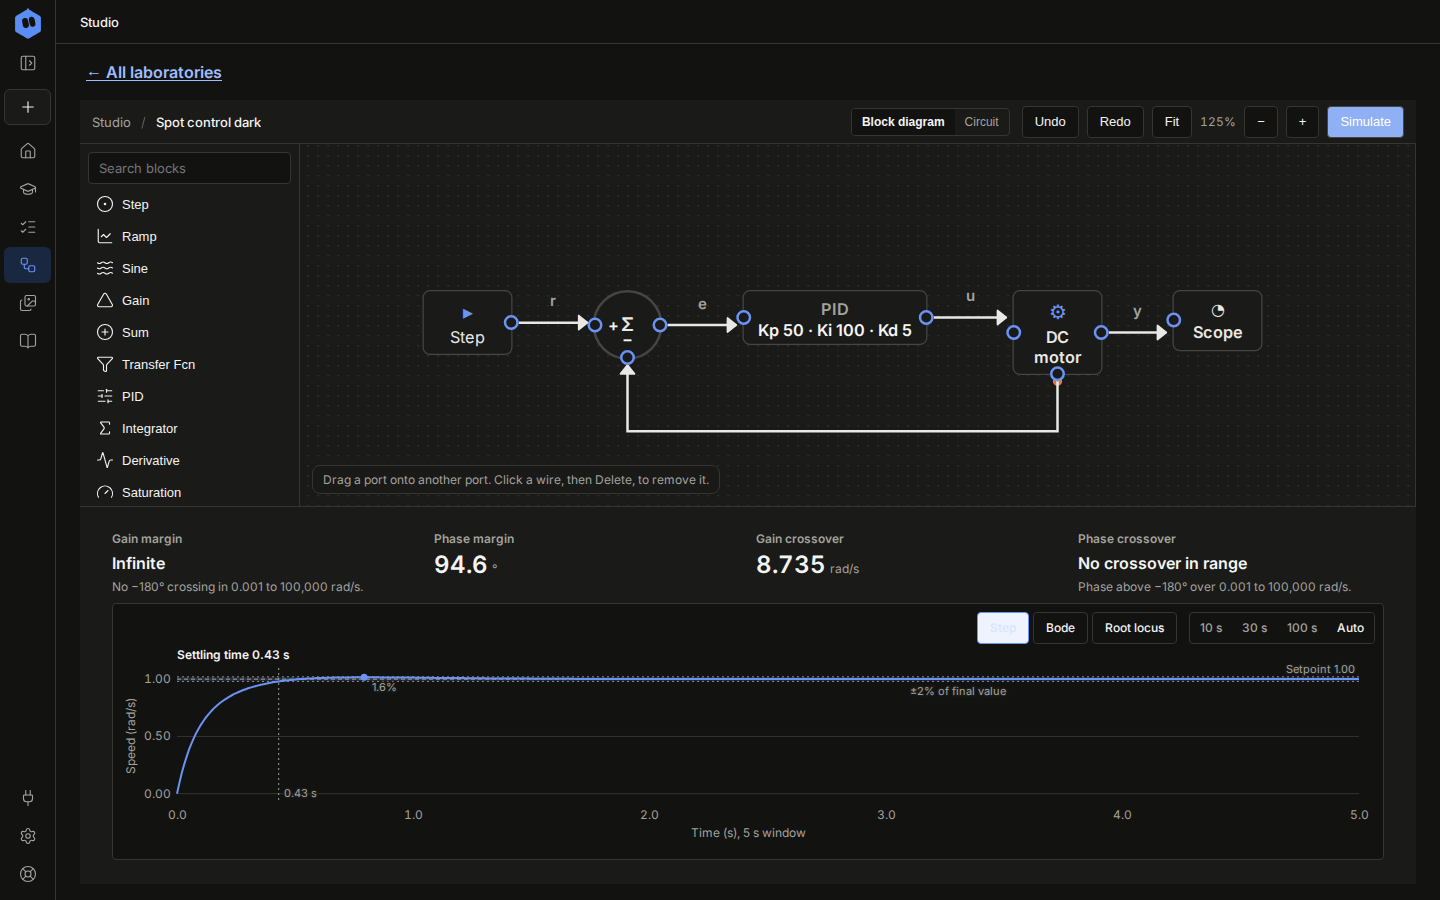 Studio
← All laboratories
Studio / Spot control dark
Block diagram
Circuit
Undo
Redo
Fit
125%
−
+
Simulate
Search blocks
Step
Ramp
Sine
Gain
Sum
Transfer Fcn
PID
Integrator
Derivative
Saturation
Step
r
+ Σ
−
e
PID
Kp 50 · Ki 100 · Kd 5
u
DC
motor
y
Scope
Drag a port onto another port. Click a wire, then Delete, to remove it.
Gain margin
Infinite
No −180° crossing in 0.001 to 100,000 rad/s.
Phase margin
94.6 °
Gain crossover
8.735 rad/s
Phase crossover
No crossover in range
Phase above −180° over 0.001 to 100,000 rad/s.
Step
Bode
Root locus
10 s
30 s
100 s
Auto
Settling time 0.43 s
Setpoint 1.00
1.6%
±2% of final value
1.00
0.50
0.00
Speed (rad/s)
0.43 s
0.0
1.0
2.0
3.0
4.0
5.0
Time (s), 5 s window